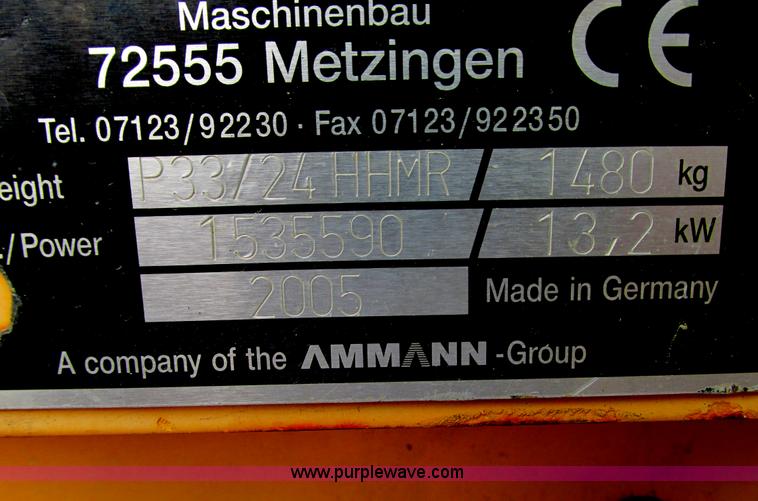 Maschinenbau
72555 Metzingen CE
Tel. 07123/92230 · Fax 07123/922350
eight P33/24 HHMR / 1480 kg
./Power 1535590 / 13,2 kW
2005 Made in Germany
A company of the AMMANN -Group
www.purplewave.com